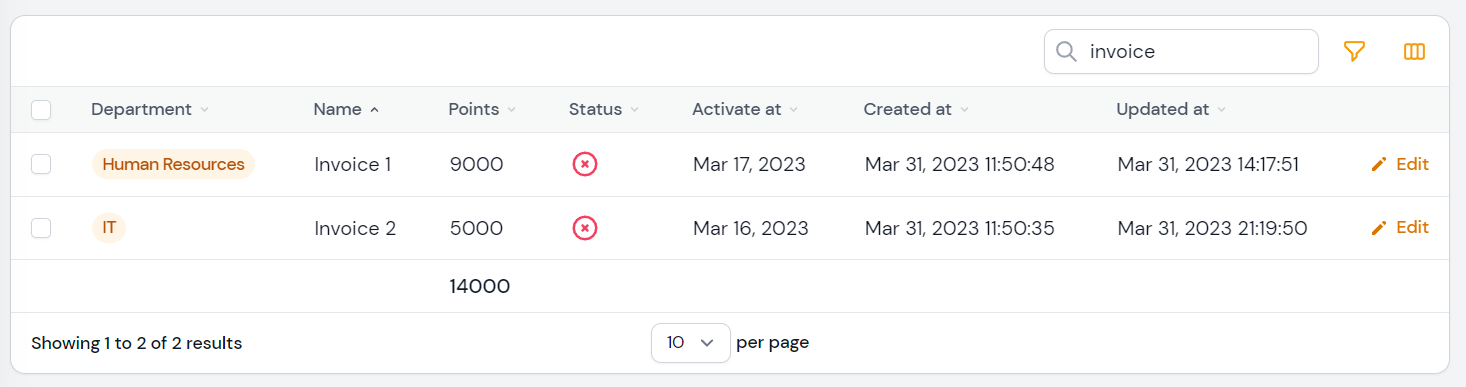 invoice
Department Name Points Status Activate at Created at Updated at
Human Resources Invoice 1 9000 Mar 17, 2023 Mar 31, 2023 11:50:48 Mar 31, 2023 14:17:51 Edit
IT Invoice 2 5000 Mar 16, 2023 Mar 31, 2023 11:50:35 Mar 31, 2023 21:19:50 Edit
14000
Showing 1 to 2 of 2 results 10 per page